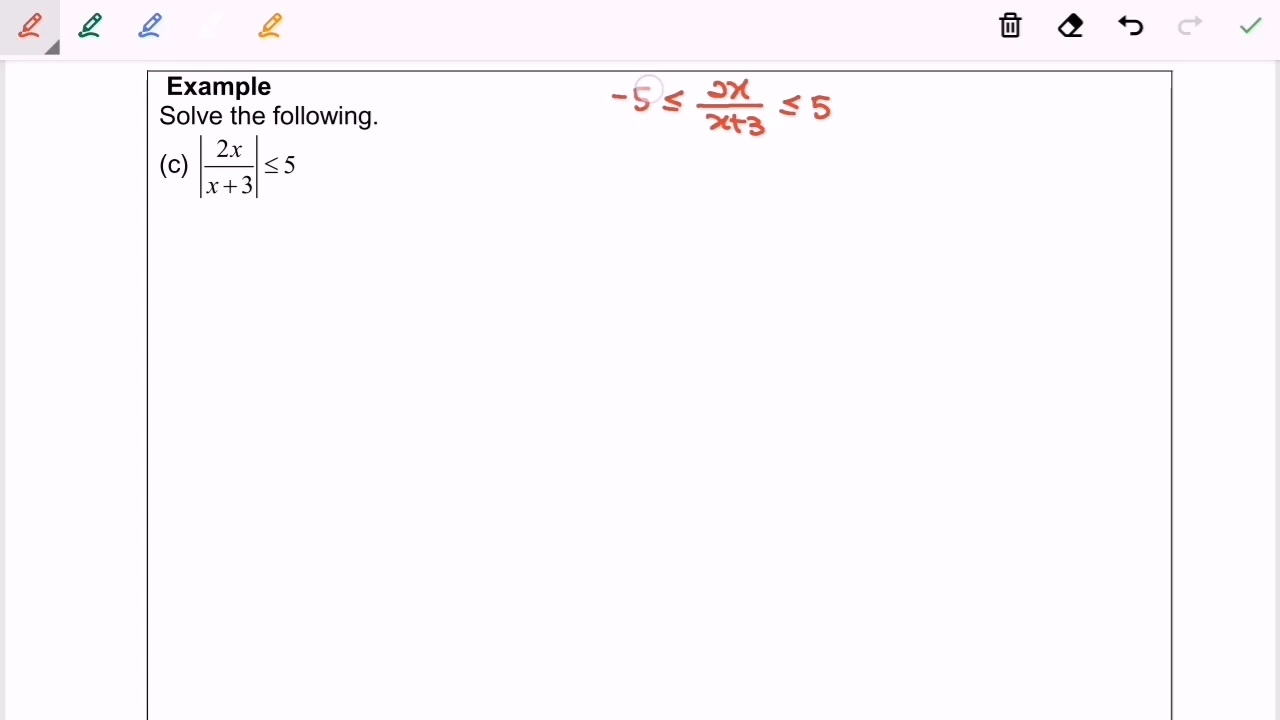 Example
Solve the following.
(c) |2x/(x+3)| ≤ 5
-5 ≤ 2x/(x+3) ≤ 5